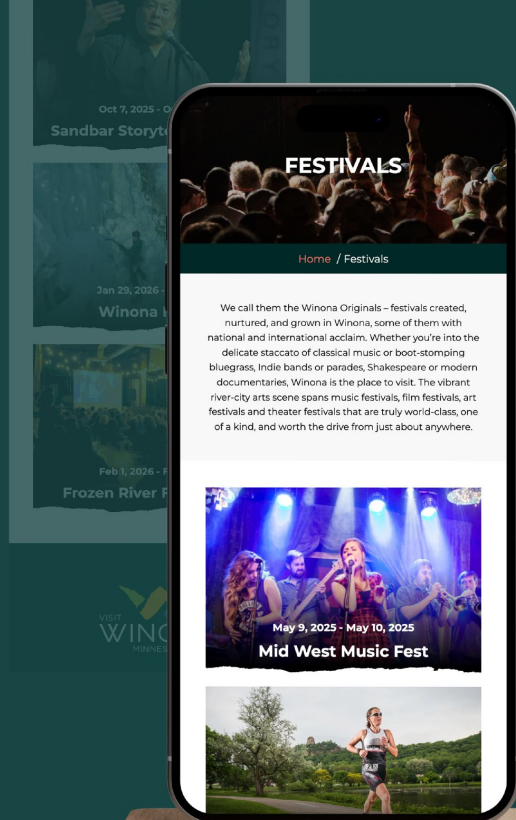 Oct 7, 2025 - O
Sandbar Storyte
Jan 29, 2026 -
Winona
Feb 1, 2026 - F
Frozen River F
VISIT
WINO
MINNES
FESTIVALS
Home / Festivals
We call them the Winona Originals – festivals created,
nurtured, and grown in Winona, some of them with
national and international acclaim. Whether you're into the
delicate staccato of classical music or boot-stomping
bluegrass, Indie bands or parades, Shakespeare or modern
documentaries, Winona is the place to visit. The vibrant
river-city arts scene spans music festivals, film festivals, art
festivals and theater festivals that are truly world-class, one
of a kind, and worth the drive from just about anywhere.
May 9, 2025 - May 10, 2025
Mid West Music Fest